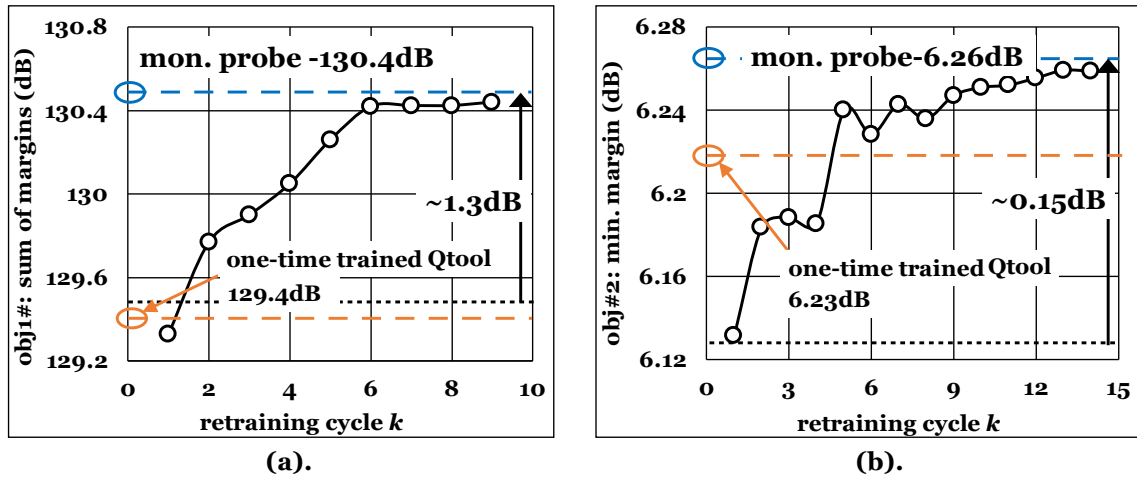 obj1#: sum of margins (dB)
130.8
130.4
130
129.6
129.2
mon. probe -130.4dB
~1.3dB
one-time trained Qtool
129.4dB
0 2 4 6 8 10
retraining cycle k
(a).
obj#2: min. margin (dB)
6.28
6.24
6.2
6.16
6.12
mon. probe-6.26dB
~0.15dB
one-time trained Qtool
6.23dB
0 3 6 9 12 15
retraining cycle k
(b).